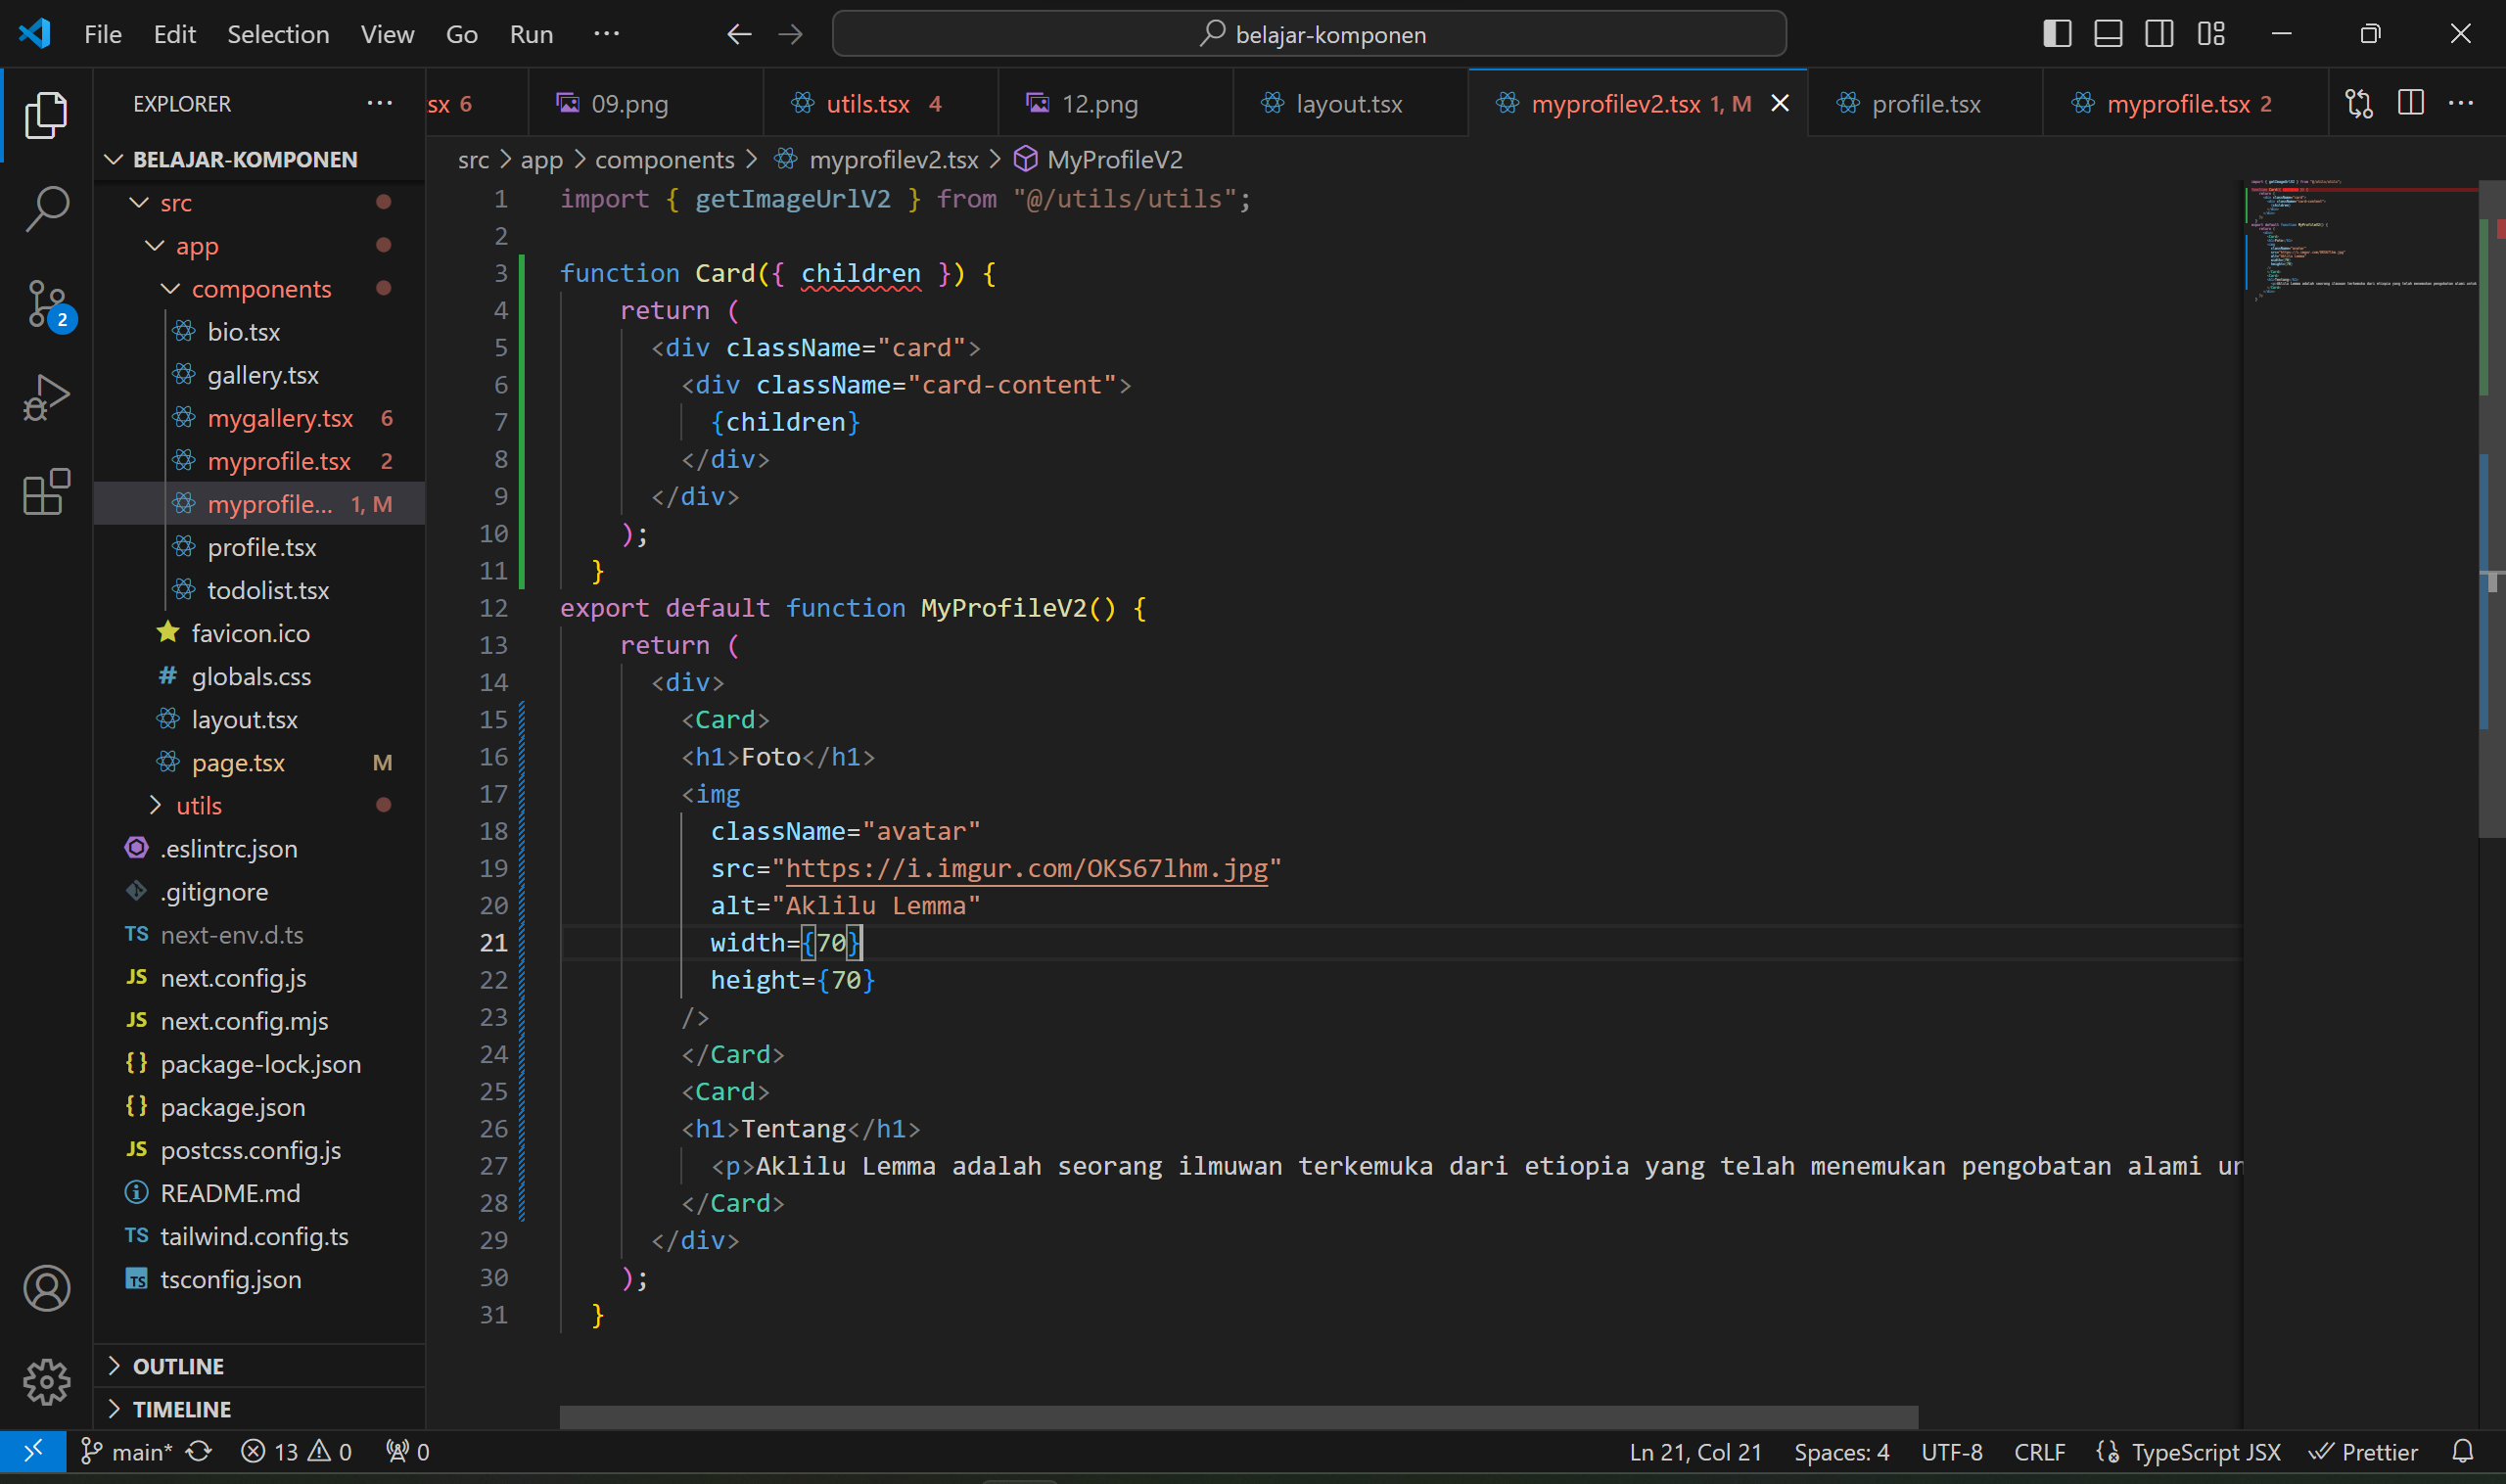 File Edit Selection View Go Run ··· belajar-komponen
EXPLORER ···
BELAJAR-KOMPONEN
src
app
components
bio.tsx
gallery.tsx
mygallery.tsx 6
myprofile.tsx 2
myprofile... 1, M
profile.tsx
todolist.tsx
favicon.ico
globals.css
layout.tsx
page.tsx M
utils
.eslintrc.json
.gitignore
TS next-env.d.ts
JS next.config.js
JS next.config.mjs
{} package-lock.json
{} package.json
JS postcss.config.js
README.md
TS tailwind.config.ts
TS tsconfig.json
OUTLINE
TIMELINE
2
sx 6 09.png utils.tsx 4 12.png layout.tsx myprofilev2.tsx 1, M profile.tsx myprofile.tsx 2 ···
src > app > components > myprofilev2.tsx > MyProfileV2
1 import { getImageUrlV2 } from "@/utils/utils";
2
3 function Card({ children }) {
4 return (
5 <div className="card">
6 <div className="card-content">
7 {children}
8 </div>
9 </div>
10 );
11 }
12 export default function MyProfileV2() {
13 return (
14 <div>
15 <Card>
16 <h1>Foto</h1>
17 <img
18 className="avatar"
19 src="https://i.imgur.com/OKS67lhm.jpg"
20 alt="Aklilu Lemma"
21 width={70}
22 height={70}
23 />
24 </Card>
25 <Card>
26 <h1>Tentang</h1>
27 <p>Aklilu Lemma adalah seorang ilmuwan terkemuka dari etiopia yang telah menemukan pengobatan alami un
28 </Card>
29 </div>
30 );
31 }
main* 13 0 0 Ln 21, Col 21 Spaces: 4 UTF-8 CRLF TypeScript JSX Prettier